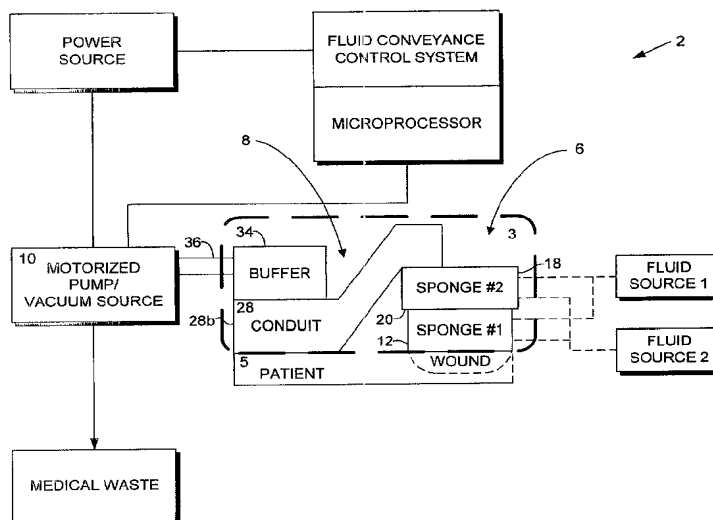 POWER
SOURCE
FLUID CONVEYANCE
CONTROL SYSTEM
MICROPROCESSOR
2
8
6
34
36
3
18
10
MOTORIZED
PUMP/
VACUUM SOURCE
BUFFER
SPONGE #2
FLUID
SOURCE 1
28
28b
CONDUIT
20
SPONGE #1
12
WOUND
FLUID
SOURCE 2
5
PATIENT
MEDICAL WASTE